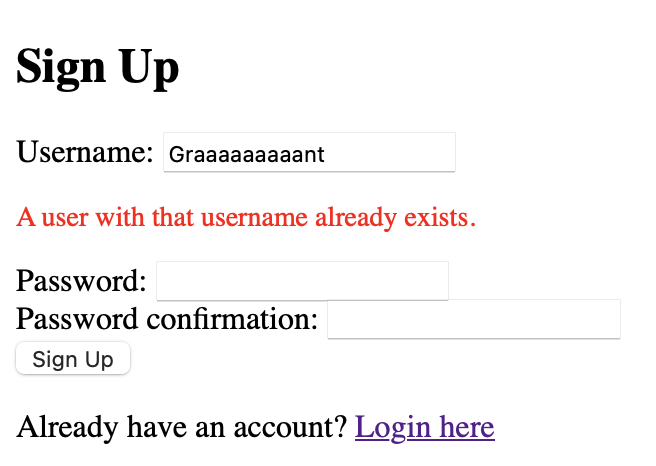 Sign Up
Username: Graaaaaaaaant
A user with that username already exists.
Password:
Password confirmation:
Sign Up
Already have an account? Login here